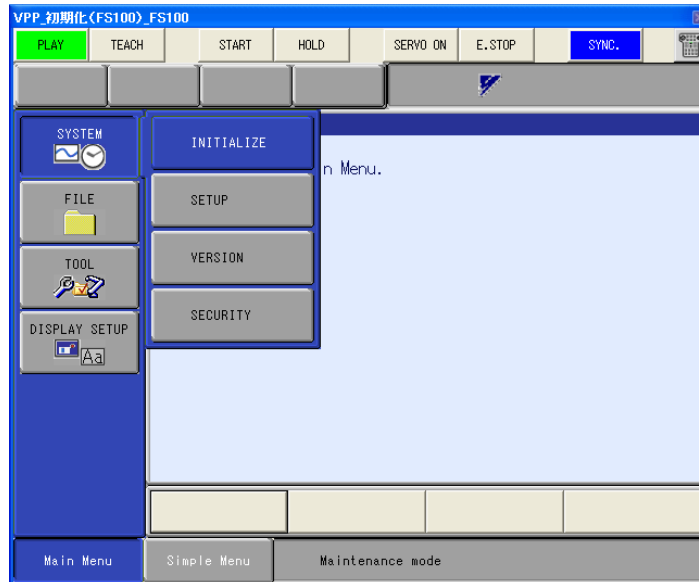 VPP_初期化(FS100)_FS100
PLAY TEACH START HOLD SERVO ON E.STOP SYNC.
SYSTEM
INITIALIZE
n Menu.
FILE
SETUP
TOOL
VERSION
DISPLAY SETUP
Aa
SECURITY
Main Menu Simple Menu Maintenance mode